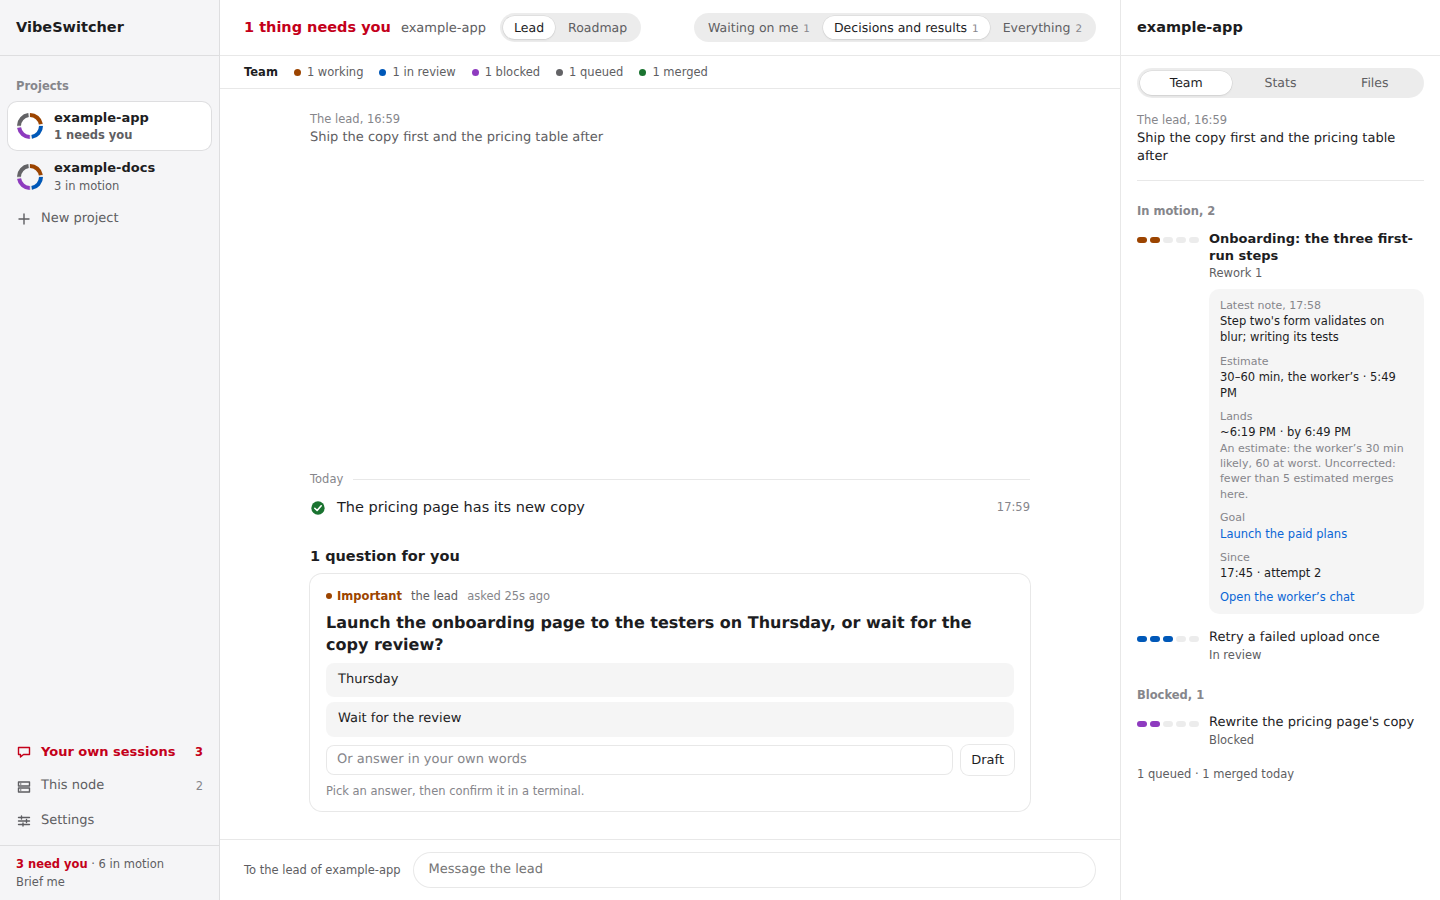 VibeSwitcher
Projects
example-app
1 needs you
example-docs
3 in motion
New project
Your own sessions 3
This node 2
Settings
3 need you · 6 in motion
Brief me
1 thing needs you example-app Lead Roadmap
Waiting on me 1 Decisions and results 1 Everything 2
Team 1 working 1 in review 1 blocked 1 queued 1 merged
The lead, 16:59
Ship the copy first and the pricing table after
Today
The pricing page has its new copy 17:59
1 question for you
Important the lead asked 25s ago
Launch the onboarding page to the testers on Thursday, or wait for the
copy review?
Thursday
Wait for the review
Or answer in your own words Draft
Pick an answer, then confirm it in a terminal.
To the lead of example-app Message the lead
example-app
Team Stats Files
The lead, 16:59
Ship the copy first and the pricing table
after
In motion, 2
Onboarding: the three first-
run steps
Rework 1
Latest note, 17:58
Step two's form validates on
blur; writing its tests
Estimate
30–60 min, the worker’s · 5:49
PM
Lands
~6:19 PM · by 6:49 PM
An estimate: the worker’s 30 min
likely, 60 at worst. Uncorrected:
fewer than 5 estimated merges
here.
Goal
Launch the paid plans
Since
17:45 · attempt 2
Open the worker’s chat
Retry a failed upload once
In review
Blocked, 1
Rewrite the pricing page's copy
Blocked
1 queued · 1 merged today